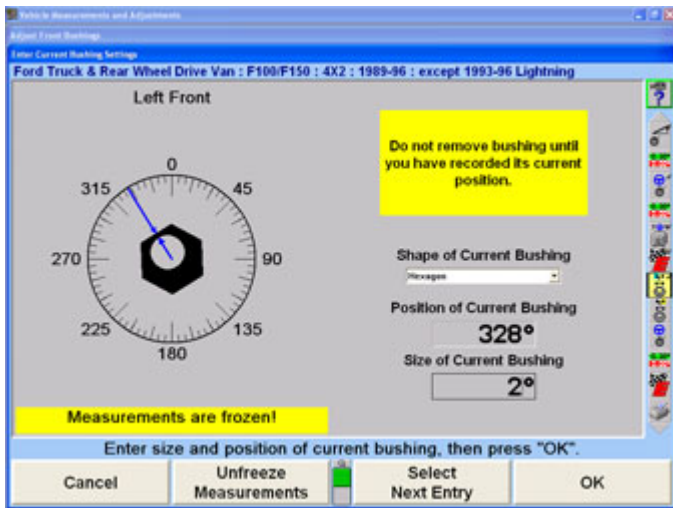 Vehicle Measurements and Adjustments
Adjust Front Bushings
Enter Current Bushing Settings
Ford Truck & Rear Wheel Drive Van : F100/F150 : 4X2 : 1989-96 : except 1993-96 Lightning
Left Front
Do not remove bushing until
you have recorded its current
position.
0
315
45
270
90
225
135
180
Shape of Current Bushing
Hexagon
Position of Current Bushing
328°
Size of Current Bushing
2°
Measurements are frozen!
Enter size and position of current bushing, then press "OK".
Cancel
Unfreeze
Measurements
Select
Next Entry
OK